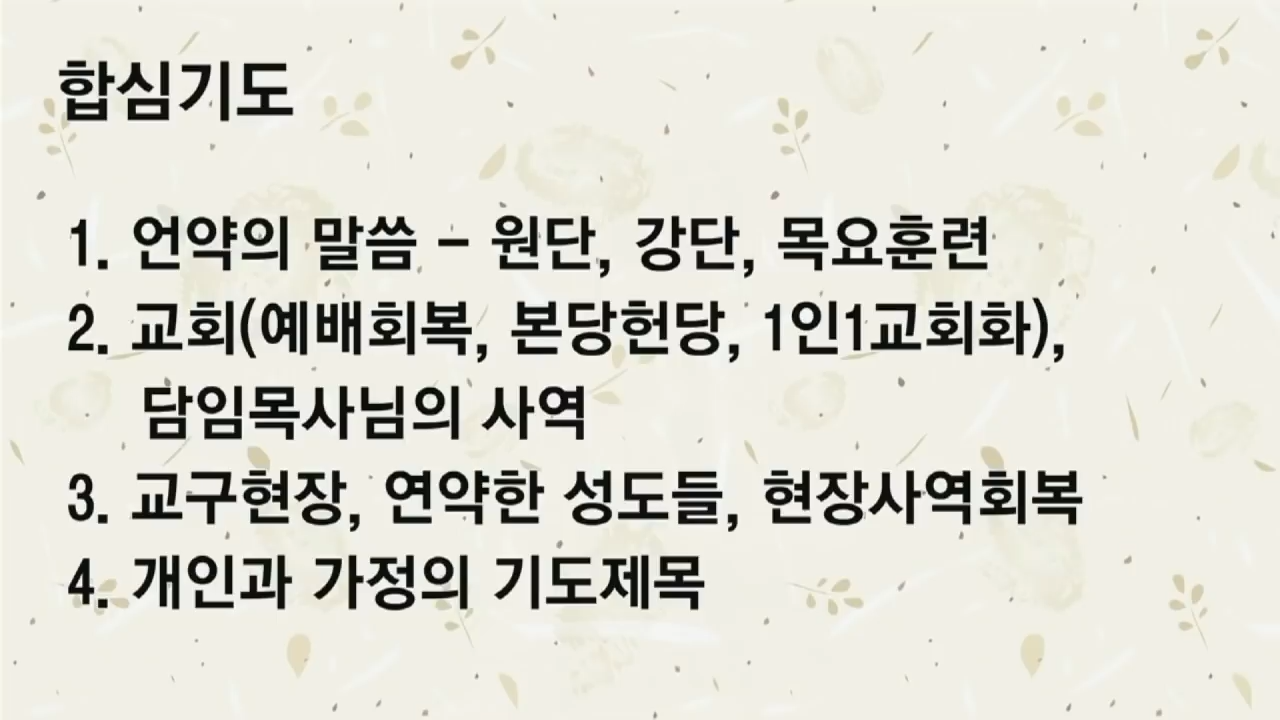 합심기도
1. 언약의 말씀 - 원단, 강단, 목요훈련
2. 교회(예배회복, 본당헌당, 1인1교회화),
담임목사님의 사역
3. 교구현장, 연약한 성도들, 현장사역회복
4. 개인과 가정의 기도제목